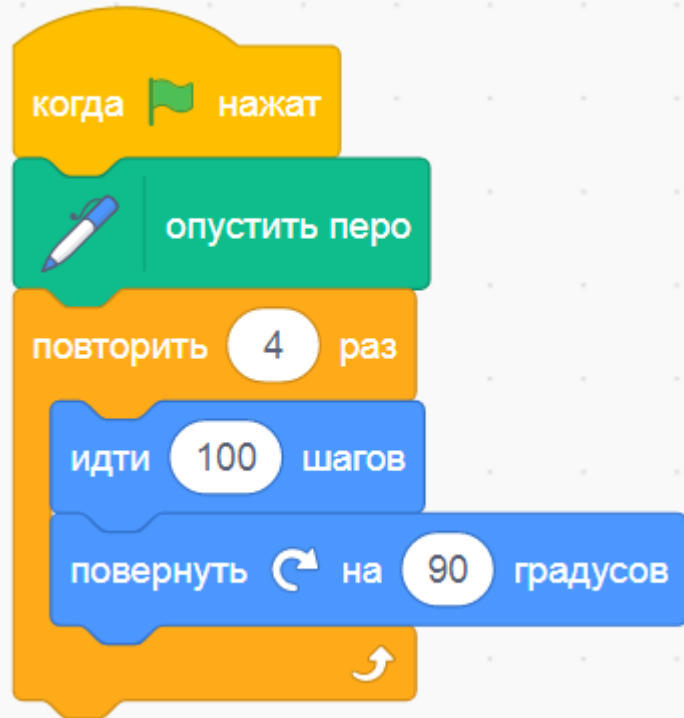 когда нажат
опустить перо
повторить 4 раз
идти 100 шагов
повернуть на 90 градусов